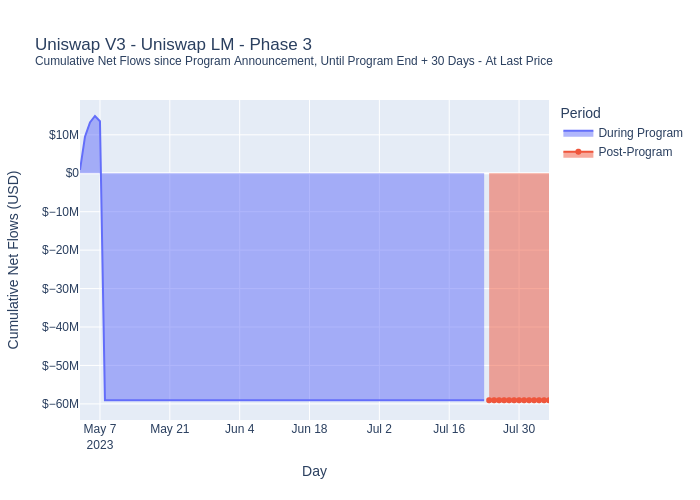 Uniswap V3 - Uniswap LM - Phase 3
Cumulative Net Flows since Program Announcement, Until Program End + 30 Days - At Last Price
Period
During Program
Post-Program
Cumulative Net Flows (USD)
$10M
$0
$−10M
$−20M
$−30M
$−40M
$−50M
$−60M
May 7
2023
May 21
Jun 4
Jun 18
Jul 2
Jul 16
Jul 30
Day